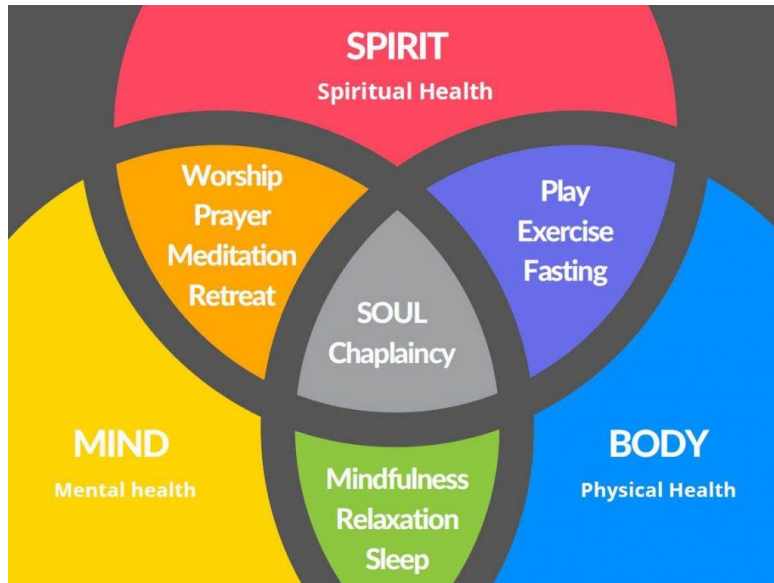 SPIRIT
Spiritual Health
Worship
Prayer
Meditation
Retreat
Play
Exercise
Fasting
SOUL
Chaplaincy
MIND
Mental health
BODY
Physical Health
Mindfulness
Relaxation
Sleep